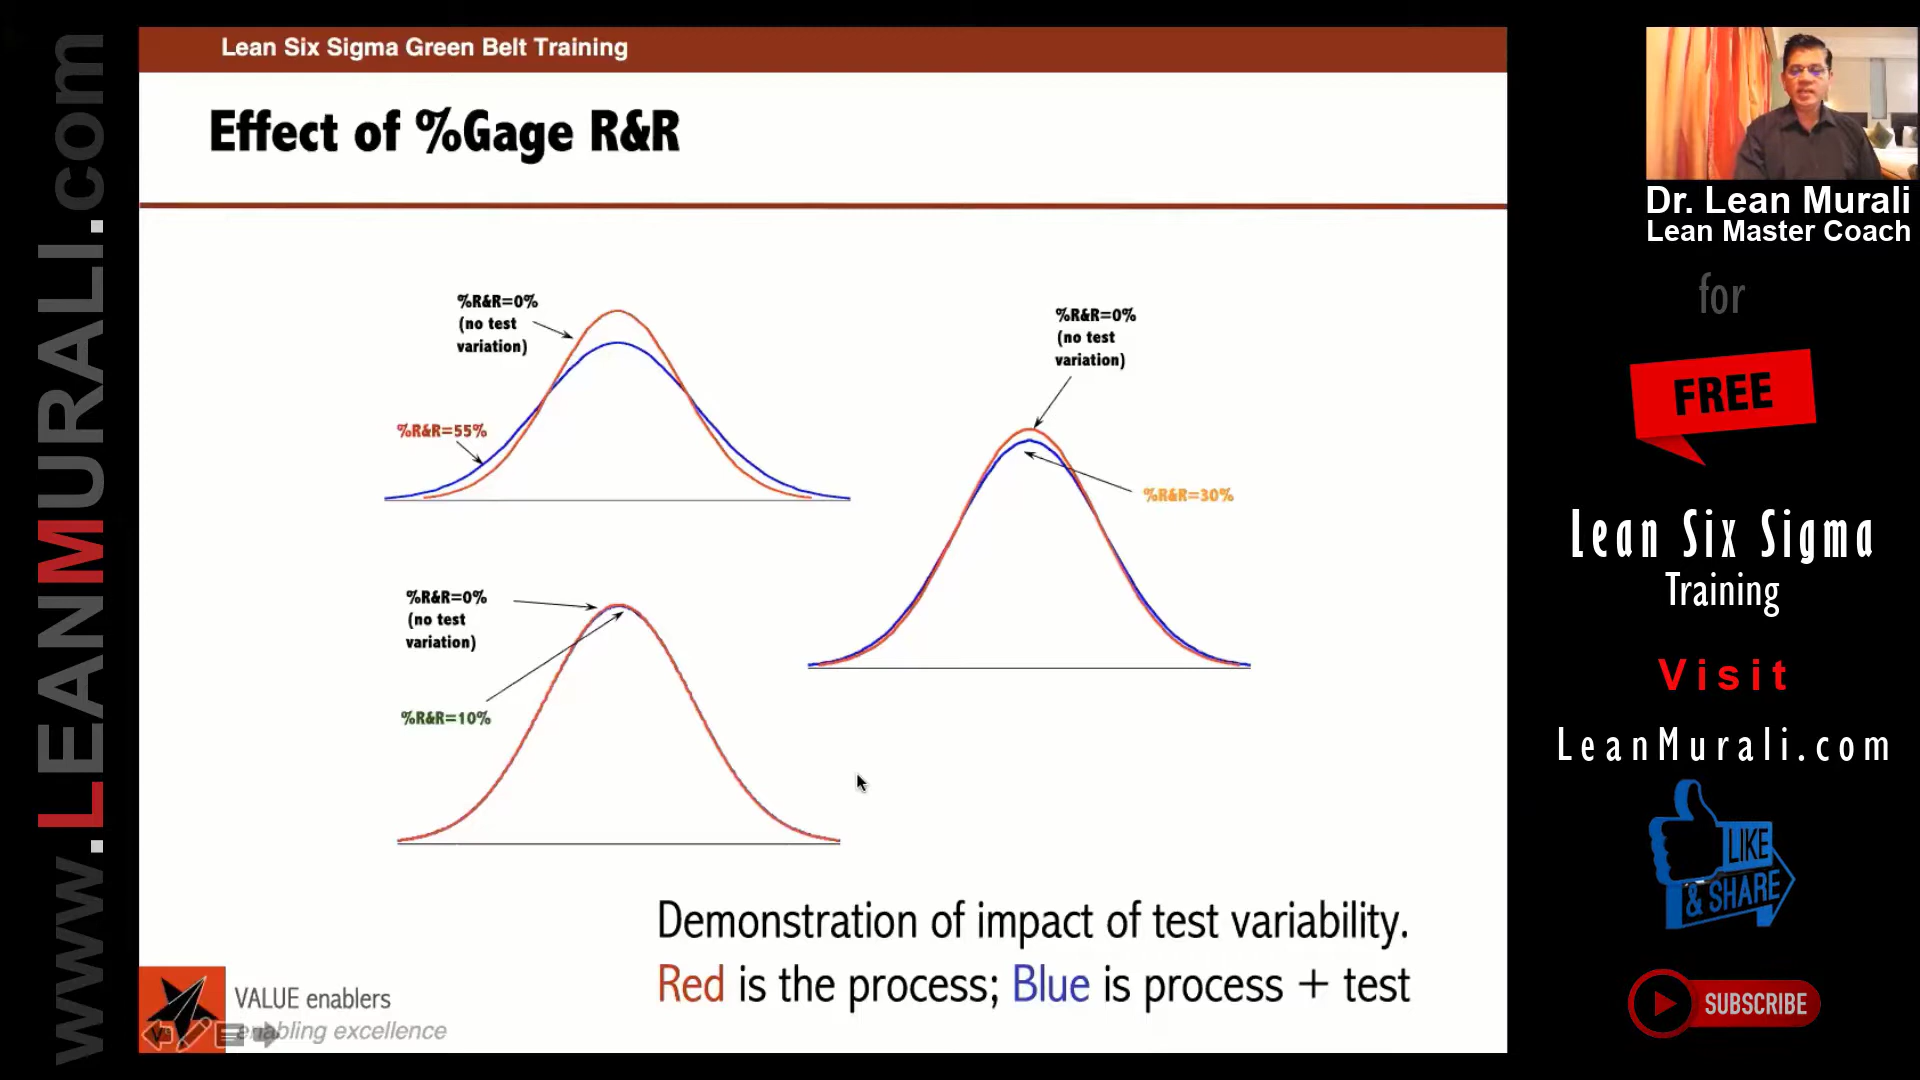 www.LEANMURALI.com
Lean Six Sigma Green Belt Training
Effect of %Gage R&R
%R&R=0%
(no test
variation)
%R&R=55%
%R&R=0%
(no test
variation)
%R&R=30%
%R&R=0%
(no test
variation)
%R&R=10%
Demonstration of impact of test variability.
Red is the process; Blue is process + test
VALUE enablers
enabling excellence
Dr. Lean Murali
Lean Master Coach
for
FREE
Lean Six Sigma
Training
Visit
LeanMurali.com
LIKE
& SHARE
SUBSCRIBE